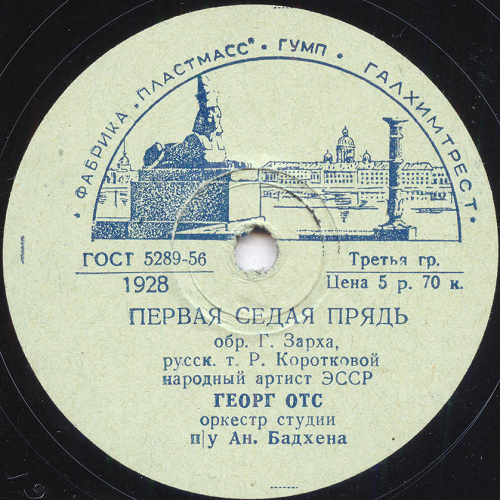 * ФАБРИКА „ПЛАСТМАСС" * ГУМП * ГАЛХИМТРЕСТ *
ГОСТ 5289-56
Третья гр.
1928
Цена 5 р. 70 к.
ПЕРВАЯ СЕДАЯ ПРЯДЬ
обр. Г. Зарха,
русск. т. Р. Коротковой
народный артист ЭССР
ГЕОРГ ОТС
оркестр студии
п/у Ан. Бадхена